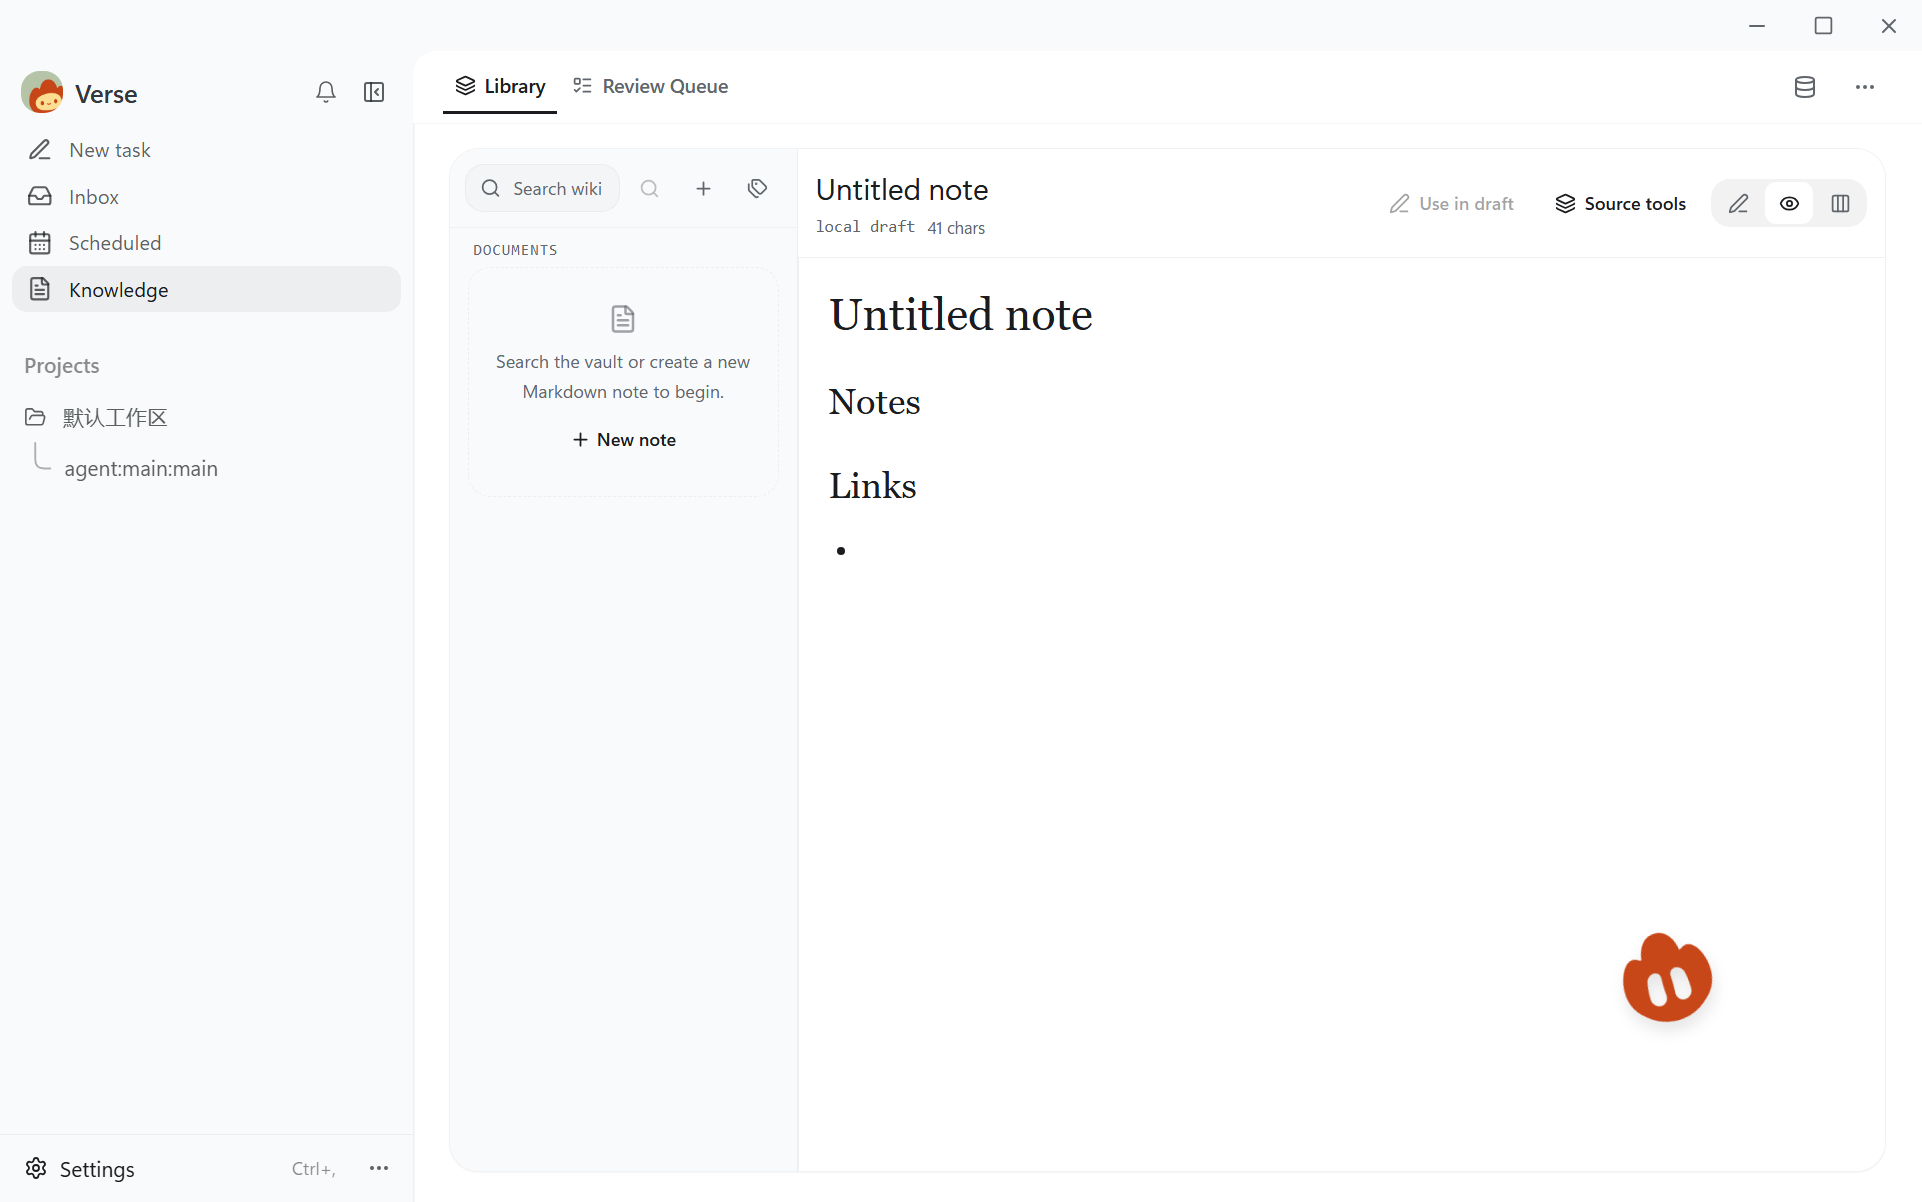 Verse
New task
Inbox
Scheduled
Knowledge
Projects
默认工作区
agent:main:main
Settings
Ctrl+,
Library
Review Queue
Search wiki
DOCUMENTS
Search the vault or create a new
Markdown note to begin.
New note
Untitled note
local draft 41 chars
Use in draft
Source tools
Untitled note
Notes
Links